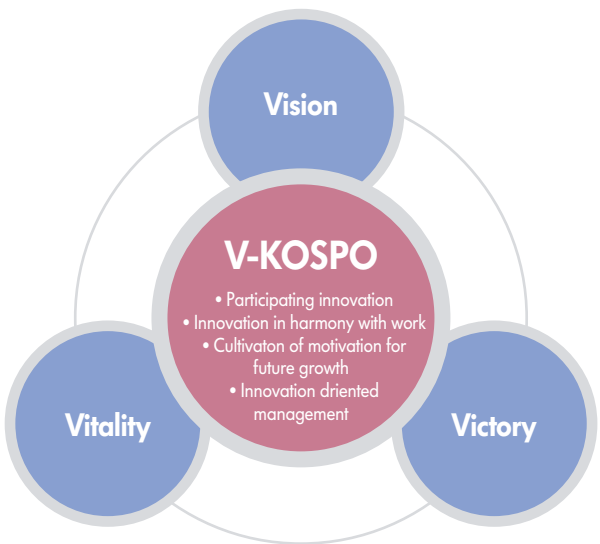 Vision
V-KOSPO
• Participating innovation
• Innovation in harmony with work
• Cultivaton of motivation for
future growth
• Innovation driented
management
Vitality
Victory